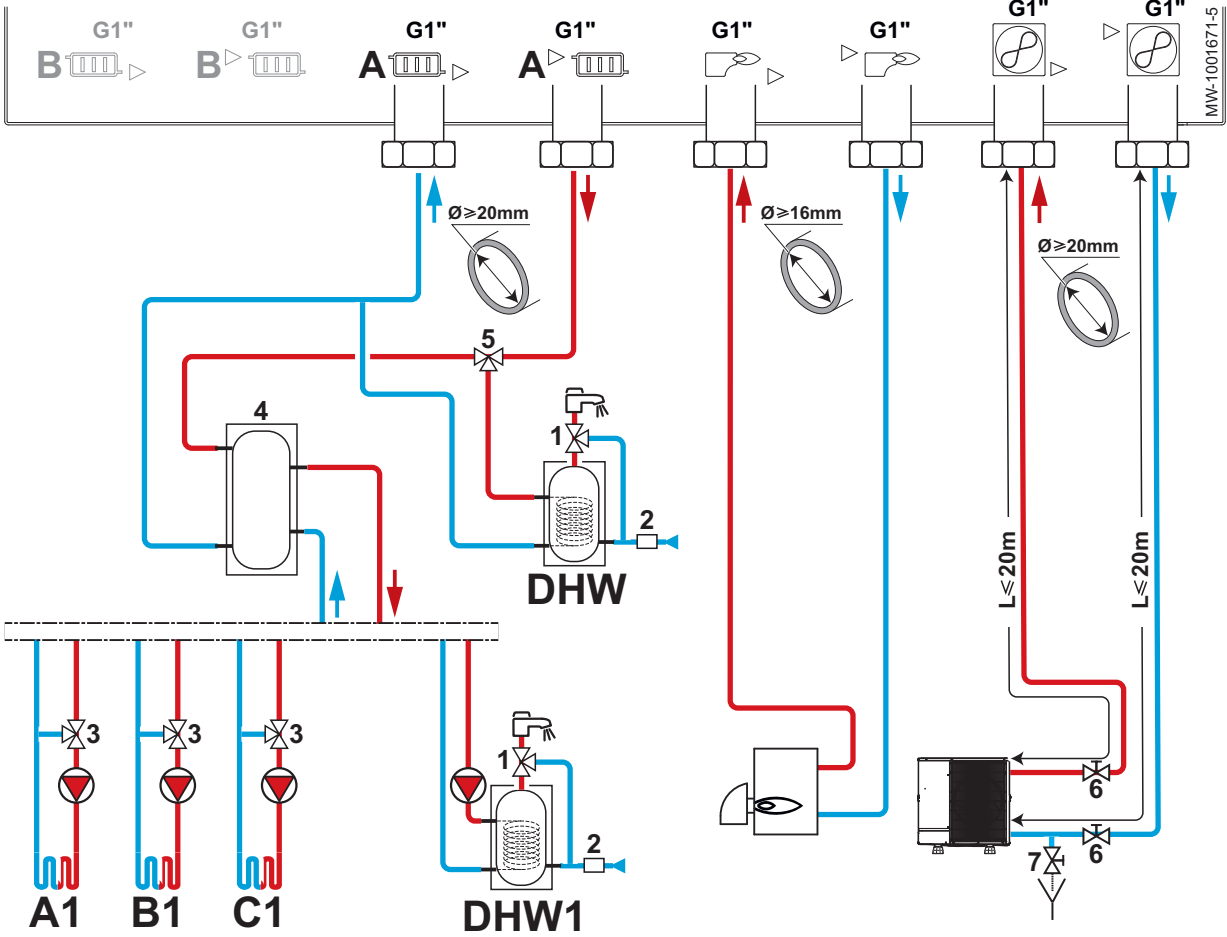 G1" G1" G1" G1" G1" G1" G1" G1"
B B A A
MW-1001671-5
Ø≥20mm
Ø≥16mm
Ø≥20mm
5
4
1
2
DHW
L≤20m L≤20m
3 3 3
1
2
6
6
7
A1 B1 C1
DHW1